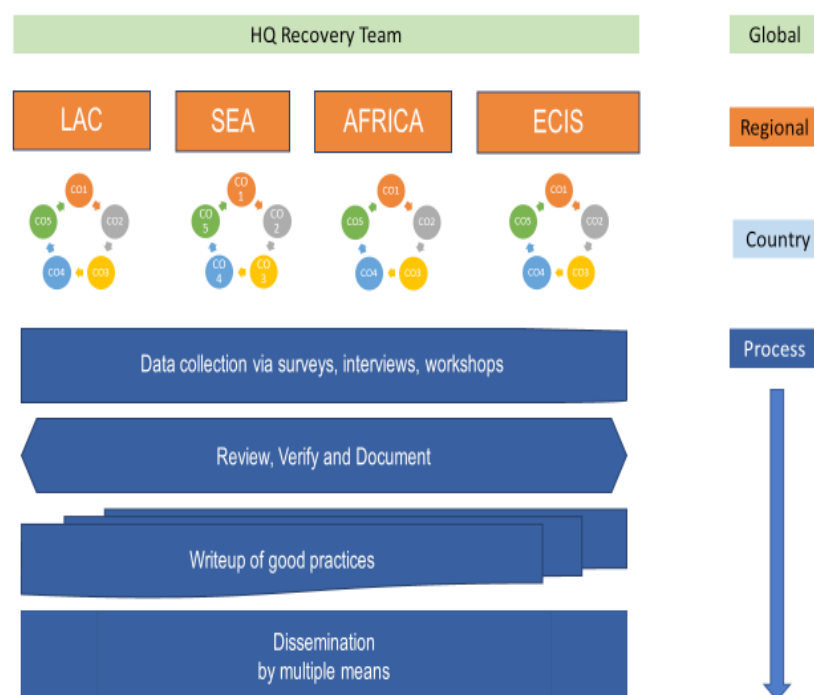 HQ Recovery Team
Global
LAC
SEA
AFRICA
ECIS
Regional
CO1
CO2
CO3
CO4
CO5
CO
1
CO
2
CO
3
CO
4
CO
5
CO1
CO2
CO3
CO4
CO5
CO1
CO2
CO3
CO4
CO5
Country
Process
Data collection via surveys, interviews, workshops
Review, Verify and Document
Writeup of good practices
Dissemination
by multiple means